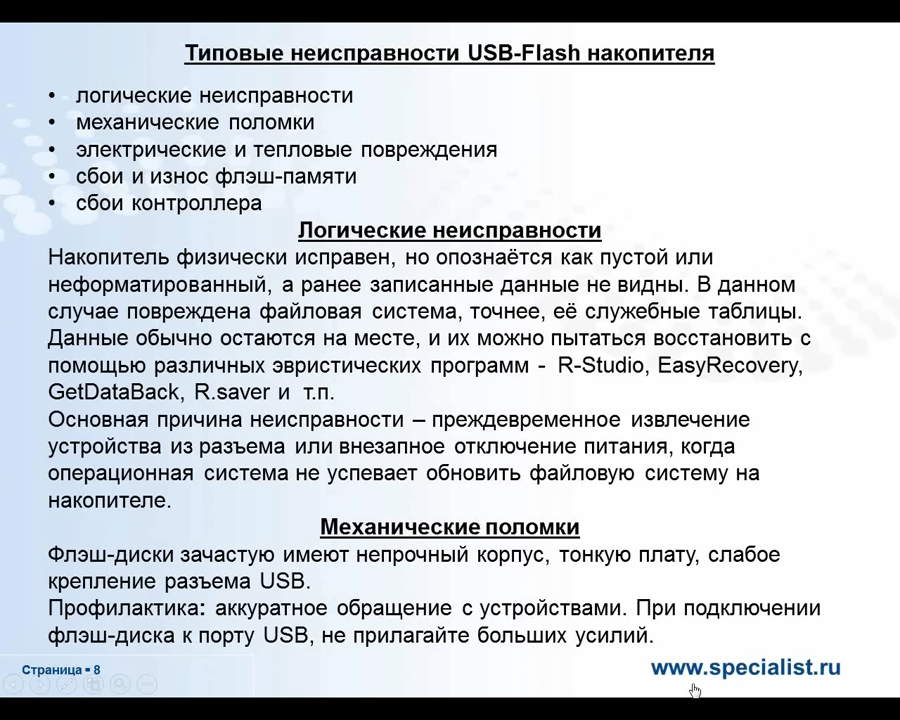 Типовые неисправности USB-Flash накопителя
• логические неисправности
• механические поломки
• электрические и тепловые повреждения
• сбои и износ флэш-памяти
• сбои контроллера
Логические неисправности
Накопитель физически исправен, но опознаётся как пустой или
неформатированный, а ранее записанные данные не видны. В данном
случае повреждена файловая система, точнее, её служебные таблицы.
Данные обычно остаются на месте, и их можно пытаться восстановить с
помощью различных эвристических программ - R-Studio, EasyRecovery,
GetDataBack, R.saver и т.п.
Основная причина неисправности – преждевременное извлечение
устройства из разъема или внезапное отключение питания, когда
операционная система не успевает обновить файловую систему на
накопителе.
Механические поломки
Флэш-диски зачастую имеют непрочный корпус, тонкую плату, слабое
крепление разъема USB.
Профилактика: аккуратное обращение с устройствами. При подключении
флэш-диска к порту USB, не прилагайте больших усилий.
Страница ▪ 8
www.specialist.ru